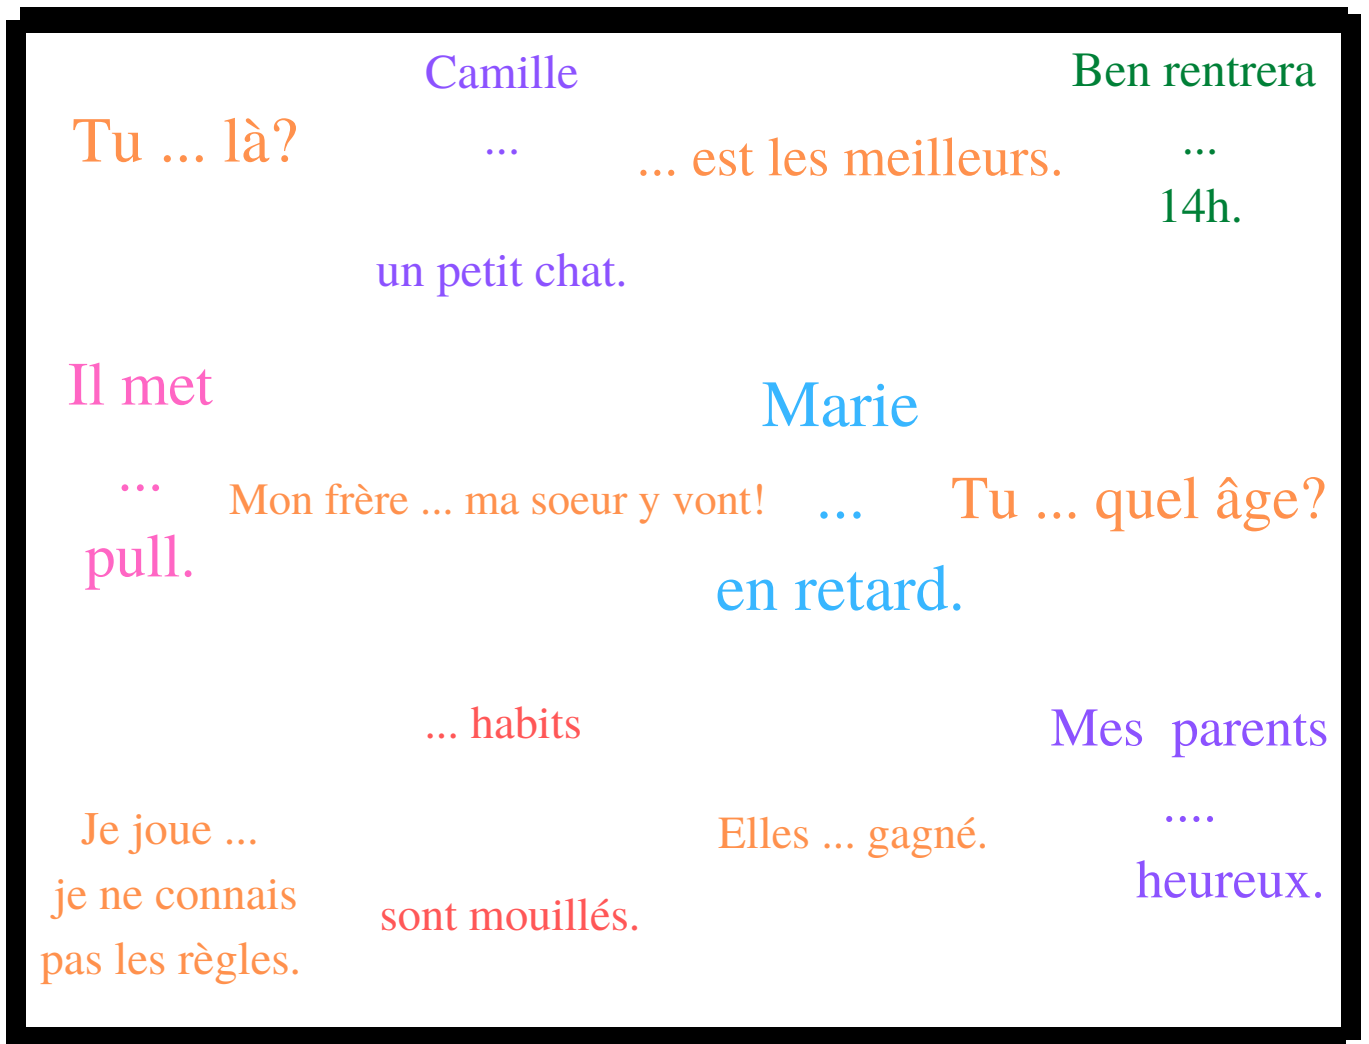 Tu ... là?
Camille
...
un petit chat.
... est les meilleurs.
Ben rentrera
...
14h.
Il met
...
pull.
Mon frère ... ma soeur y vont!
Marie
...
en retard.
Tu ... quel âge?
... habits
sont mouillés.
Mes parents
....
heureux.
Je joue ...
je ne connais
pas les règles.
Elles ... gagné.